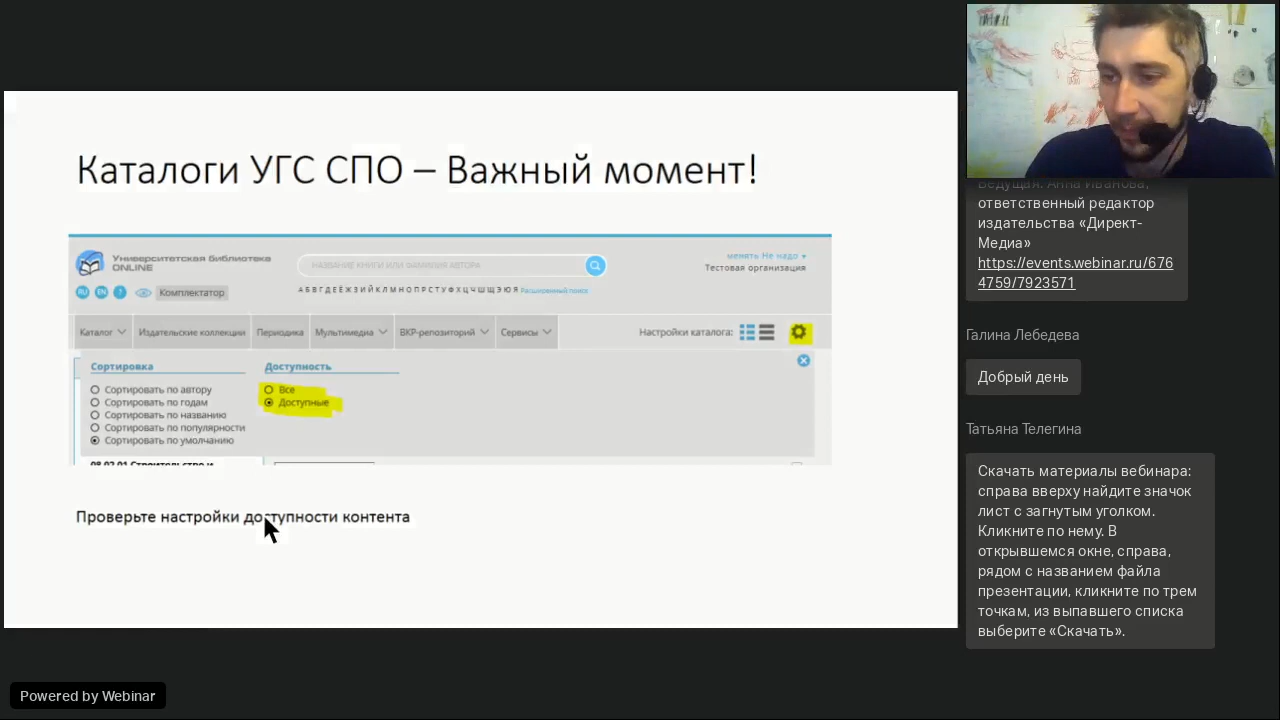 Каталоги УГС СПО – Важный момент!
Университетская библиотека
ONLINE
НАЗВАНИЕ КНИГИ ИЛИ ФАМИЛИЯ АВТОРА
менять Не надо
Тестовая организация
RU EN ? Комплектатор
А Б В Г Д Е Ё Ж З И Й К Л М Н О П Р С Т У Ф Х Ц Ч Ш Щ Э Ю Я Расширенный поиск
Каталог Издательские коллекции Периодика Мультимедиа ВКР-репозиторий Сервисы Настройки каталога:
Сортировка
Сортировать по автору
Сортировать по годам
Сортировать по названию
Сортировать по популярности
Сортировать по умолчанию
Доступность
Все
Доступные
08.02.01 Строительство и
Проверьте настройки доступности контента
Ведущая: Анна Иванова,
ответственный редактор
издательства «Директ-
Медиа»
https://events.webinar.ru/676
4759/7923571
Галина Лебедева
Добрый день
Татьяна Телегина
Скачать материалы вебинара:
справа вверху найдите значок
лист с загнутым уголком.
Кликните по нему. В
открывшемся окне, справа,
рядом с названием файла
презентации, кликните по трем
точкам, из выпавшего списка
выберите «Скачать».
Powered by Webinar